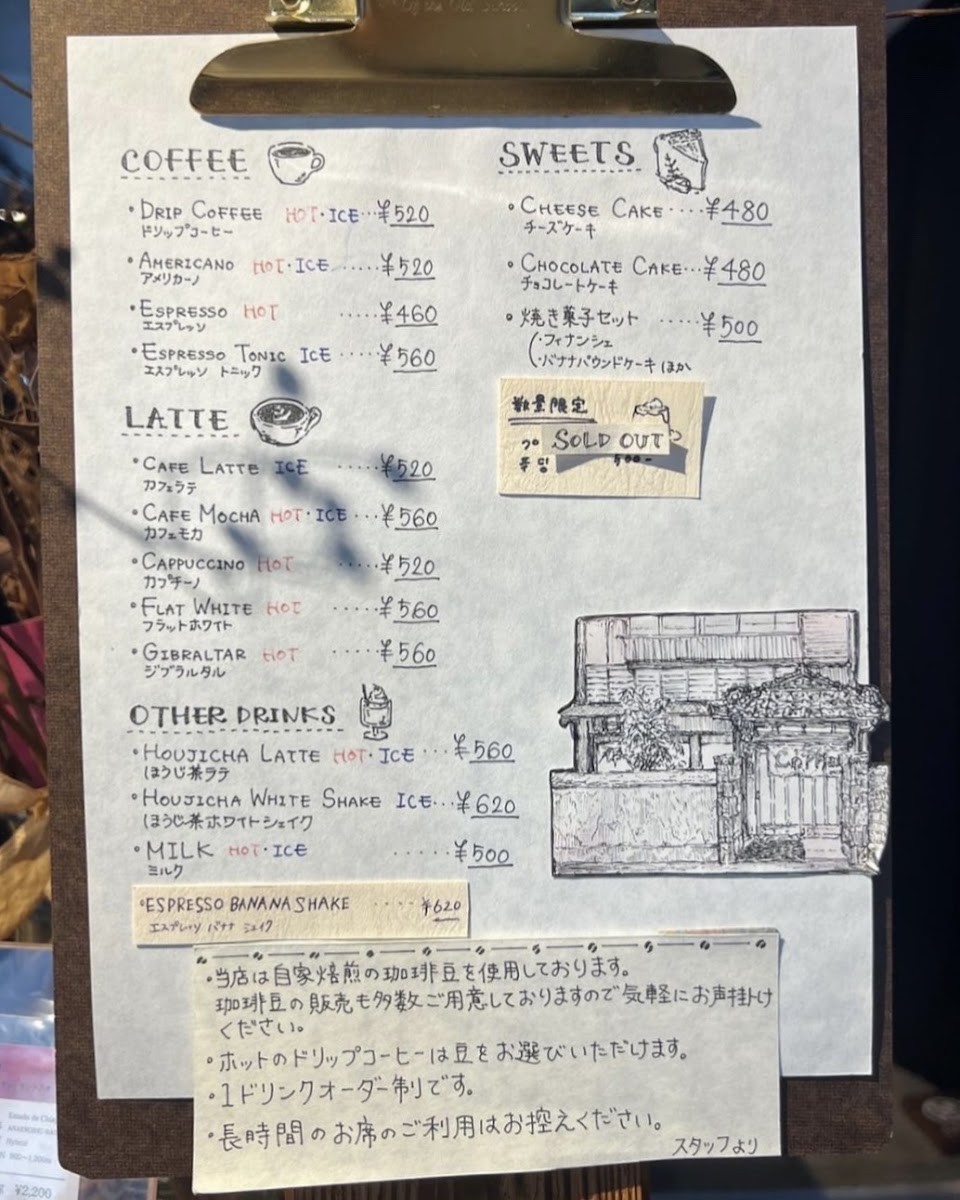 COFFEE
・DRIP COFFEE HOT・ICE…¥520
ドリップコーヒー
・AMERICANO HOT・ICE……¥520
アメリカーノ
・ESPRESSO HOT ……¥460
エスプレッソ
・ESPRESSO TONIC ICE ……¥560
エスプレッソ トニック
LATTE
・CAFE LATTE ICE ……¥520
カフェラテ
・CAFE MOCHA HOT・ICE…¥560
カフェモカ
・CAPPUCCINO HOT ……¥520
カプチーノ
・FLAT WHITE HOT ……¥560
フラットホワイト
・GIBRALTAR HOT ……¥560
ジブラルタル
OTHER DRINKS
・HOUJICHA LATTE HOT・ICE…¥560
ほうじ茶ラテ
・HOUJICHA WHITE SHAKE ICE…¥620
ほうじ茶ホワイトシェイク
・MILK HOT・ICE ……¥500
ミルク
・ESPRESSO BANANA SHAKE ····¥620
エスプレッソ バナナ シェイク
SWEETS
・CHEESE CAKE····¥480
チーズケーキ
・CHOCOLATE CAKE…¥480
チョコレートケーキ
・焼き菓子セット ·····¥500
(・フィナンシェ
・バナナパウンドケーキ ほか
数量限定
SOLD OUT
COFFEE
・当店は自家焙煎の珈琲豆を使用しております。
珈琲豆の販売も多数ご用意しておりますので気軽にお声掛け
ください。
・ホットのドリップコーヒーは豆をお選びいただけます。
・1ドリンクオーダー制です。
・長時間のお席のご利用はお控えください。
スタッフより
¥2,200